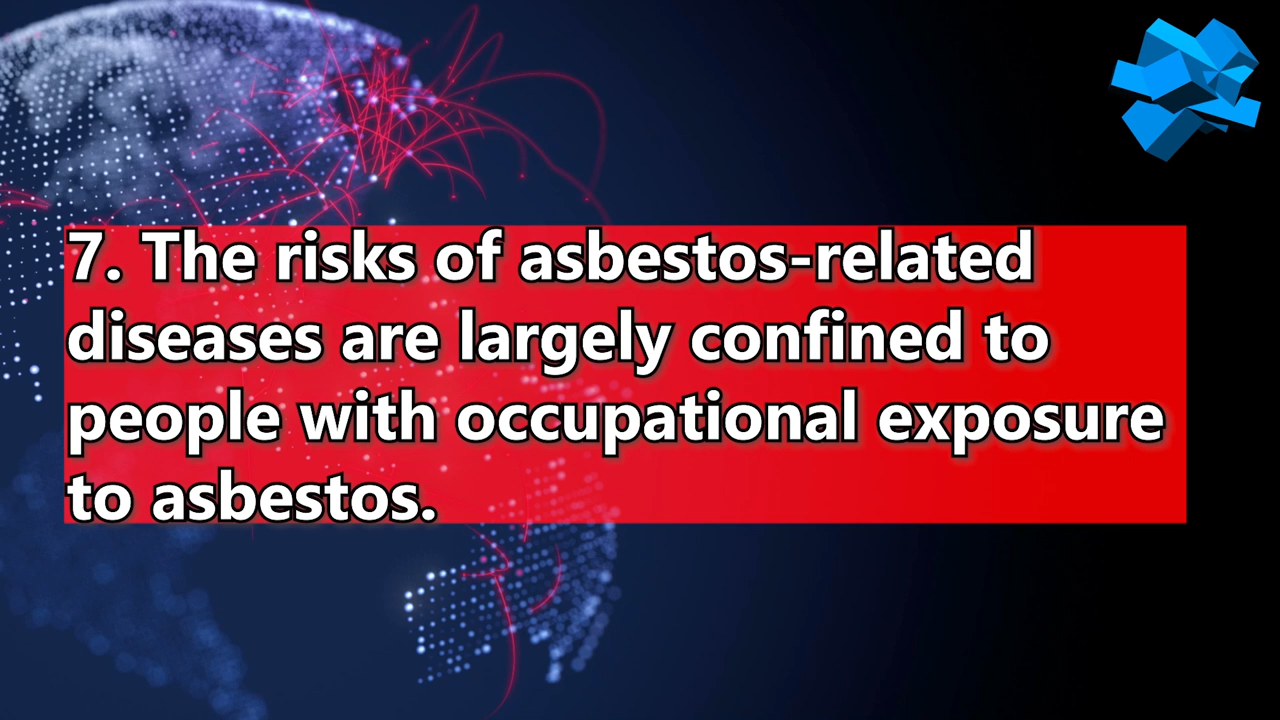 7. The risks of asbestos-related
diseases are largely confined to
people with occupational exposure
to asbestos.